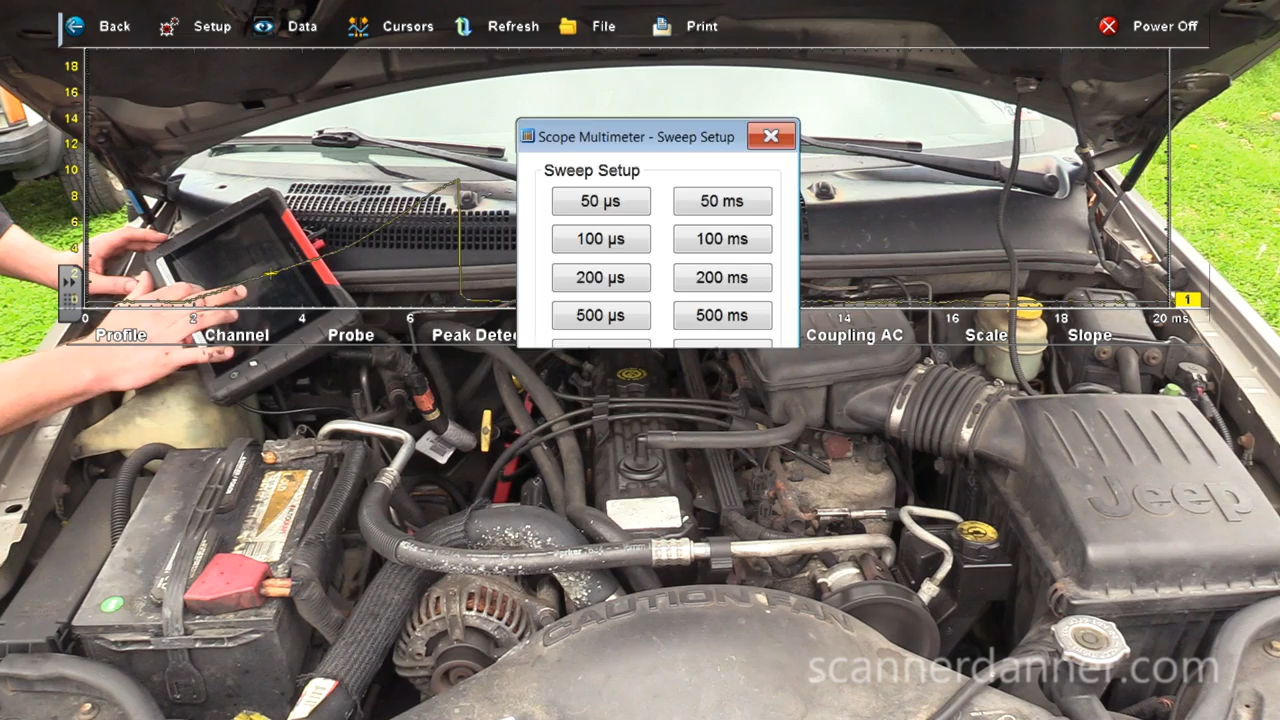 Back Setup Data Cursors Refresh File Print Power Off
18
16
14
12
10
8
6
4
2
0
Scope Multimeter - Sweep Setup
Sweep Setup
50 µs 50 ms
100 µs 100 ms
200 µs 200 ms
500 µs 500 ms
1
0 2 4 6 14 16 18 20 ms
Profile Channel Probe Peak Dete Coupling AC Scale Slope
Jeep
CAUTION FAN
scannerdanner.com